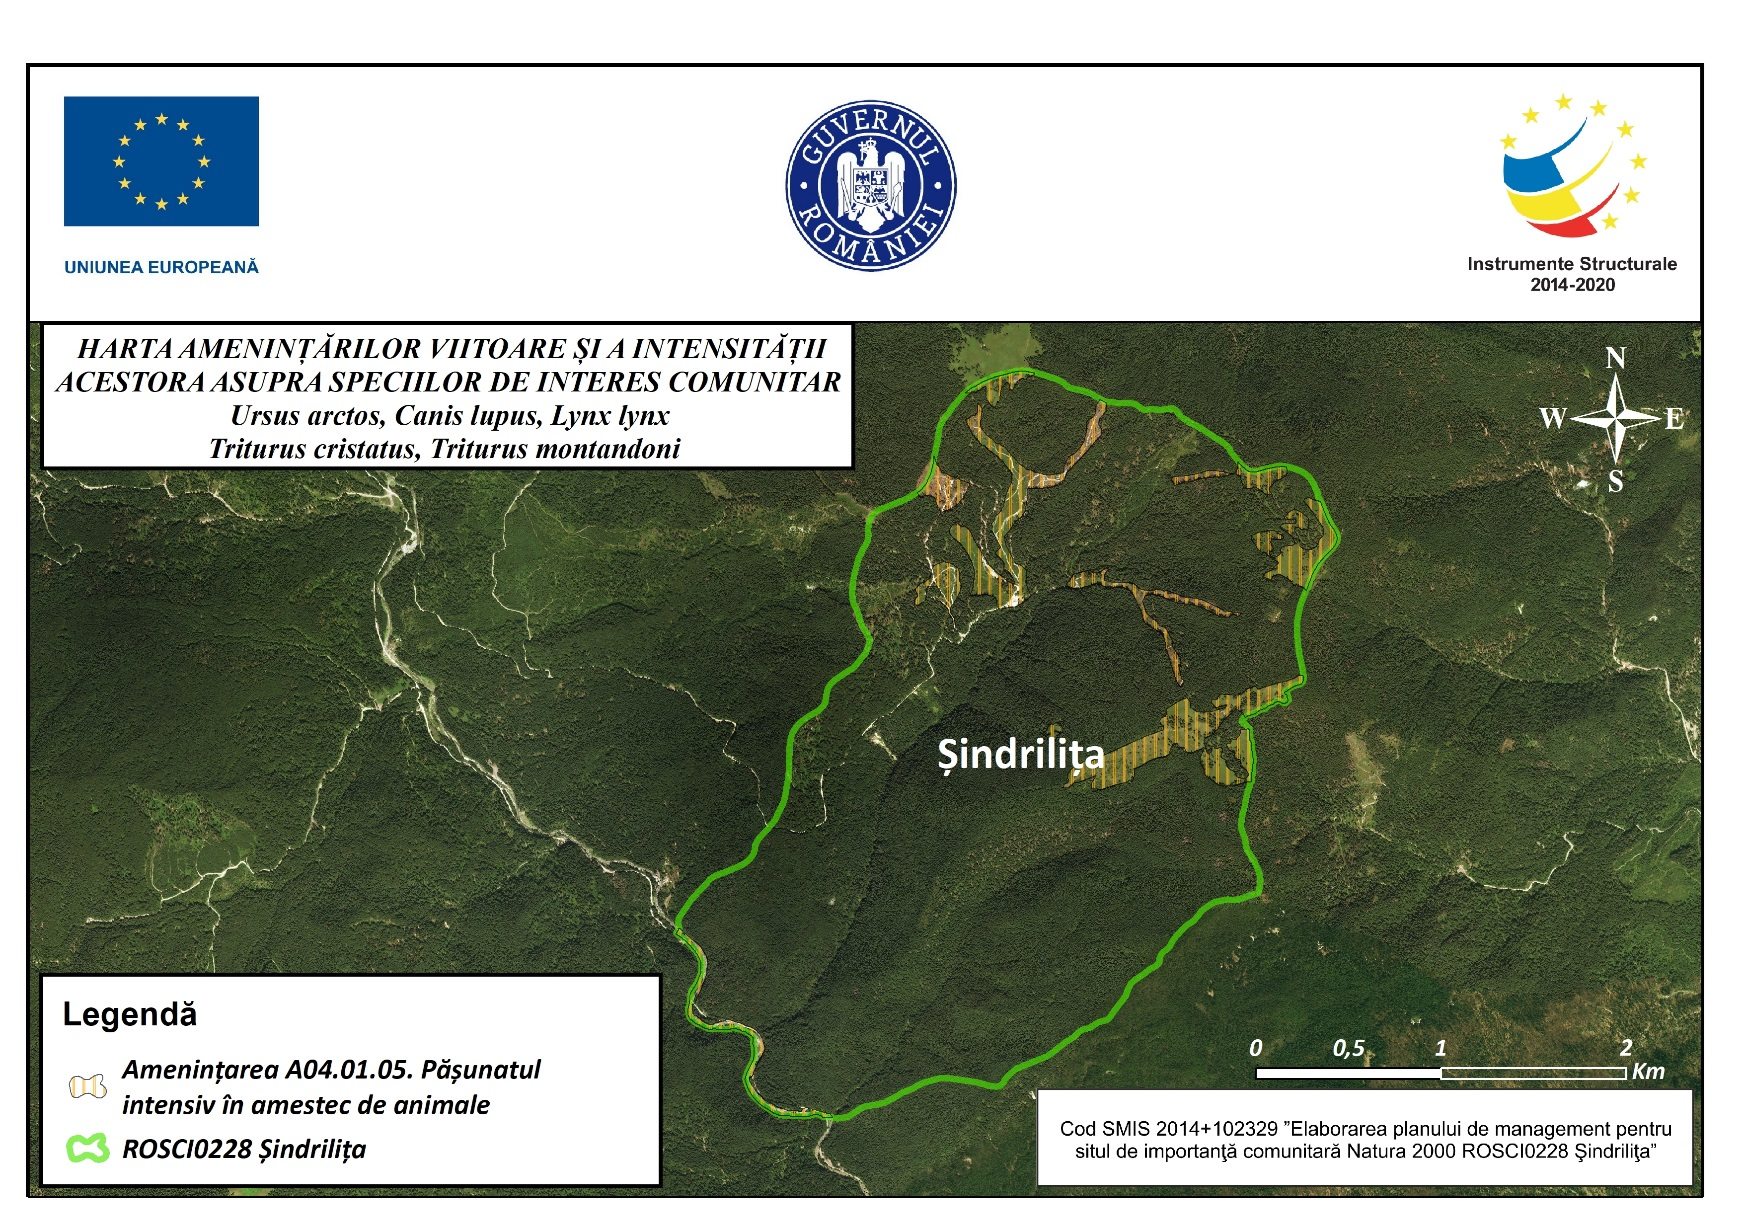 UNIUNEA EUROPEANĂ
GUVERNUL
ROMÂNIEI
Instrumente Structurale
2014-2020
HARTA AMENINȚĂRILOR VIITOARE ȘI A INTENSITĂȚII
ACESTORA ASUPRA SPECIILOR DE INTERES COMUNITAR
Ursus arctos, Canis lupus, Lynx lynx
Triturus cristatus, Triturus montandoni
N
W E
S
Șindrilița
Legendă
Amenințarea A04.01.05. Pășunatul
intensiv în amestec de animale
ROSCI0228 Șindrilița
0 0,5 1 2
Km
Cod SMIS 2014+102329 ”Elaborarea planului de management pentru
situl de importanţă comunitară Natura 2000 ROSCI0228 Şindriliţa”